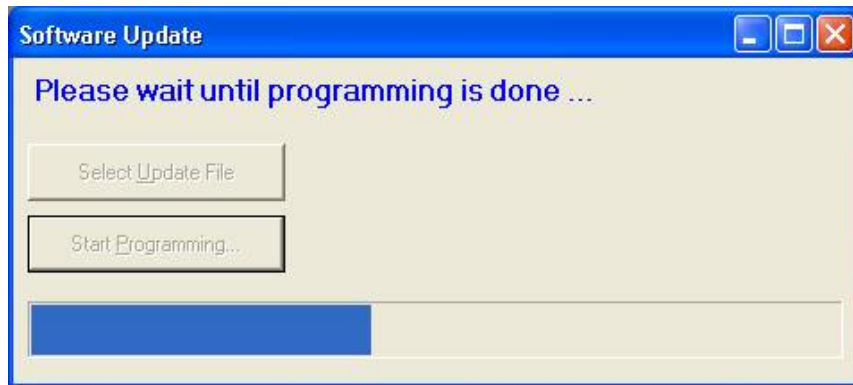 Software Update
Please wait until programming is done ...
Select Update File
Start Programming...